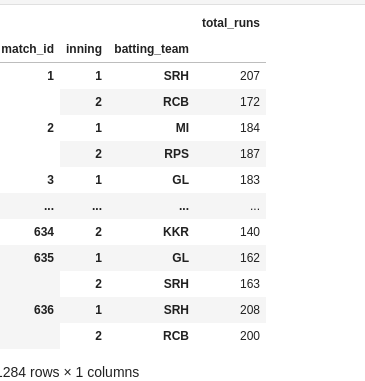 total_runs
match_id inning batting_team
1 1 SRH 207
2 RCB 172
2 1 MI 184
2 RPS 187
3 1 GL 183
... ... ... ...
634 2 KKR 140
635 1 GL 162
2 SRH 163
636 1 SRH 208
2 RCB 200
284 rows × 1 columns